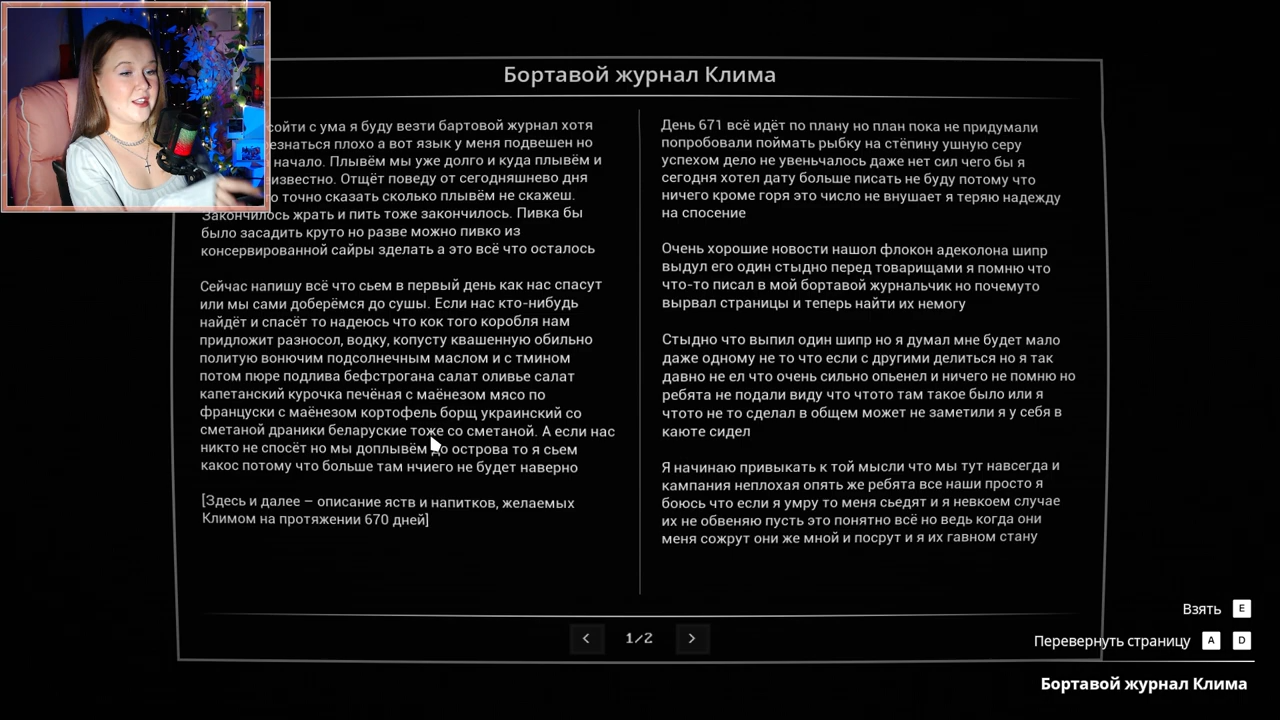 Бортавой журнал Клима
сойти с ума я буду везти бартовой журнал хотя
езнаться плохо а вот язык у меня подвешен но
начало. Плывём мы уже долго и куда плывём и
известно. Отщёт поведу от сегодняшнево дня
о точно сказать сколько плывём не скажеш.
Закончилось жрать и пить тоже закончилось. Пивка бы
было засадить круто но разве можно пивко из
консервированной сайры зделать а это всё что осталось
Сейчас напишу всё что сьем в первый день как нас спасут
или мы сами доберёмся до сушы. Если нас кто-нибудь
найдёт и спасёт то надеюсь что кок того коробля нам
придложит разносол, водку, копусту квашенную обильно
политую вонючим подсолнечным маслом и с тмином
потом пюре подлива бефстрогана салат оливье салат
капетанский курочка печёная с маёнезом мясо по
француски с маёнезом кортофель борщ украинский со
сметаной драники беларуские тоже со сметаной. А если нас
никто не спосёт но мы доплывём до острова то я сьем
какос потому что больше там нчиего не будет наверно
[Здесь и далее – описание яств и напитков, желаемых
Климом на протяжении 670 дней]
День 671 всё идёт по плану но план пока не придумали
попробовали поймать рыбку на стёпину ушную серу
успехом дело не увеньчалось даже нет сил чего бы я
сегодня хотел дату больше писать не буду потому что
ничего кроме горя это число не внушает я теряю надежду
на спосение
Очень хорошие новости нашол флокон адеколона шипр
выдул его один стыдно перед товарищами я помню что
что-то писал в мой бортавой журнальчик но почемуто
вырвал страницы и теперь найти их немогу
Стыдно что выпил один шипр но я думал мне будет мало
даже одному не то что если с другими делиться но я так
давно не ел что очень сильно опьенел и ничего не помню но
ребята не подали виду что чтото там такое было или я
чтото не то сделал в общем может не заметили я у себя в
каюте сидел
Я начинаю привыкать к той мысли что мы тут навсегда и
кампания неплохая опять же ребята все наши просто я
боюсь что если я умру то меня сьедят и я невкоем случае
их не обвеняю пусть это понятно всё но ведь когда они
меня сожрут они же мной и посрут и я их гавном стану
< 1/2 >
Взять E
Перевернуть страницу A D
Бортавой журнал Клима